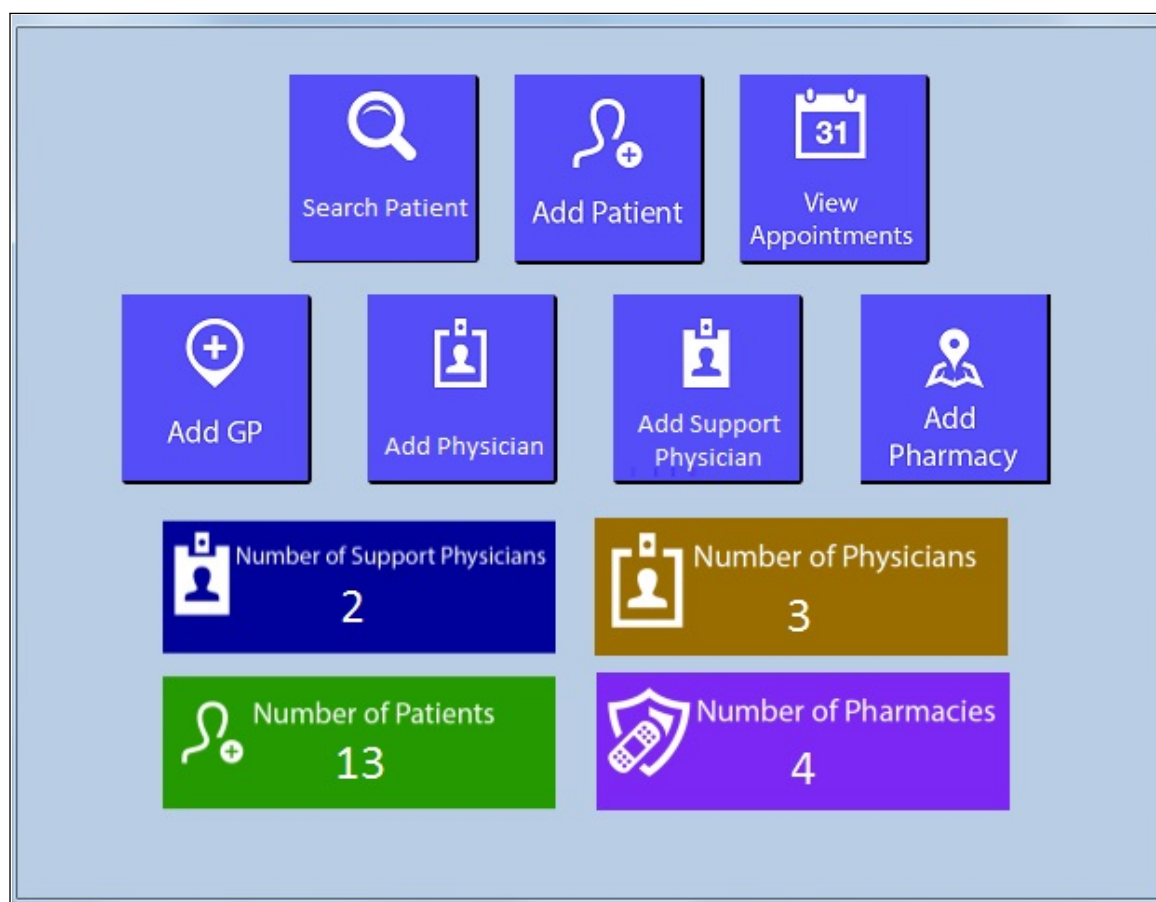 Search Patient
Add Patient
31
View
Appointments
Add GP
Add Physician
Add Support
Physician
Add
Pharmacy
Number of Support Physicians
2
Number of Physicians
3
Number of Patients
13
Number of Pharmacies
4